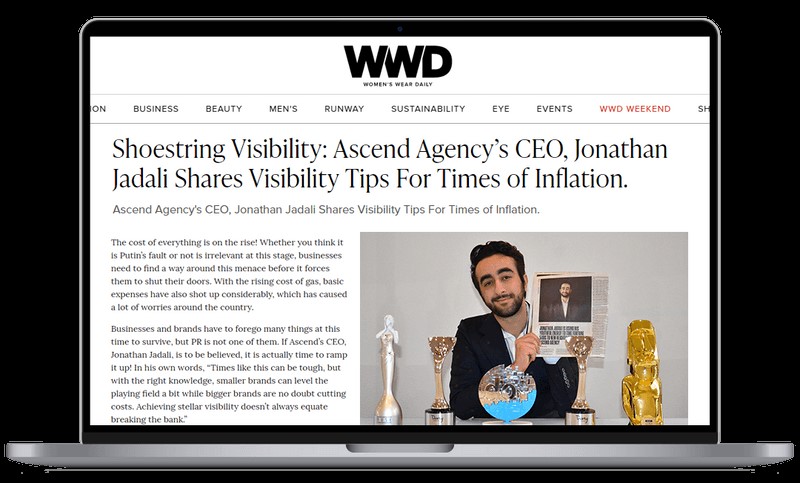 WWD
WOMEN'S WEAR DAILY
ION BUSINESS BEAUTY MEN'S RUNWAY SUSTAINABILITY EYE EVENTS WWD WEEKEND SH
Shoestring Visibility: Ascend Agency's CEO, Jonathan
Jadali Shares Visibility Tips For Times of Inflation.
Ascend Agency's CEO, Jonathan Jadali Shares Visibility Tips For Times of Inflation.
The cost of everything is on the rise! Whether you think it
is Putin's fault or not is irrelevant at this stage, businesses
need to find a way around this menace before it forces
them to shut their doors. With the rising cost of gas, basic
expenses have also shot up considerably, which has caused
a lot of worries around the country.
Businesses and brands have to forego many things at this
time to survive, but PR is not one of them. If Ascend's CEO,
Jonathan Jadali, is to be believed, it is actually time to ramp
it up! In his own words, “Times like this can be tough, but
with the right knowledge, smaller brands can level the
playing field a bit while bigger brands are no doubt cutting
costs. Achieving stellar visibility doesn't always equate
breaking the bank.”